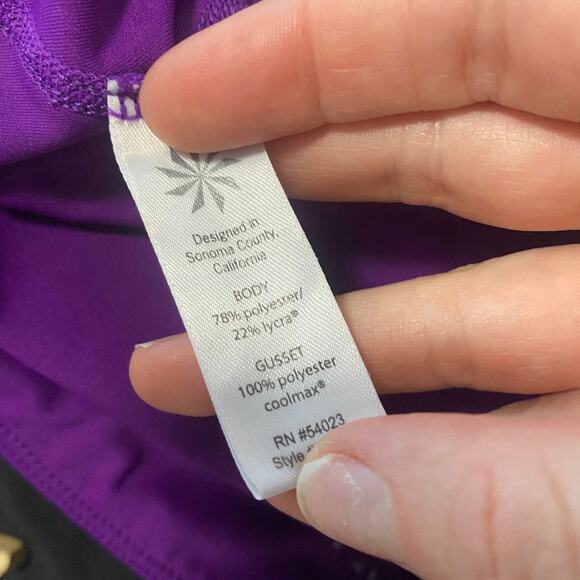 Designed in
Sonoma County,
California
BODY
78% polyester/
22% lycra®
GUSSET
100% polyester
coolmax®
RN #54023
Style